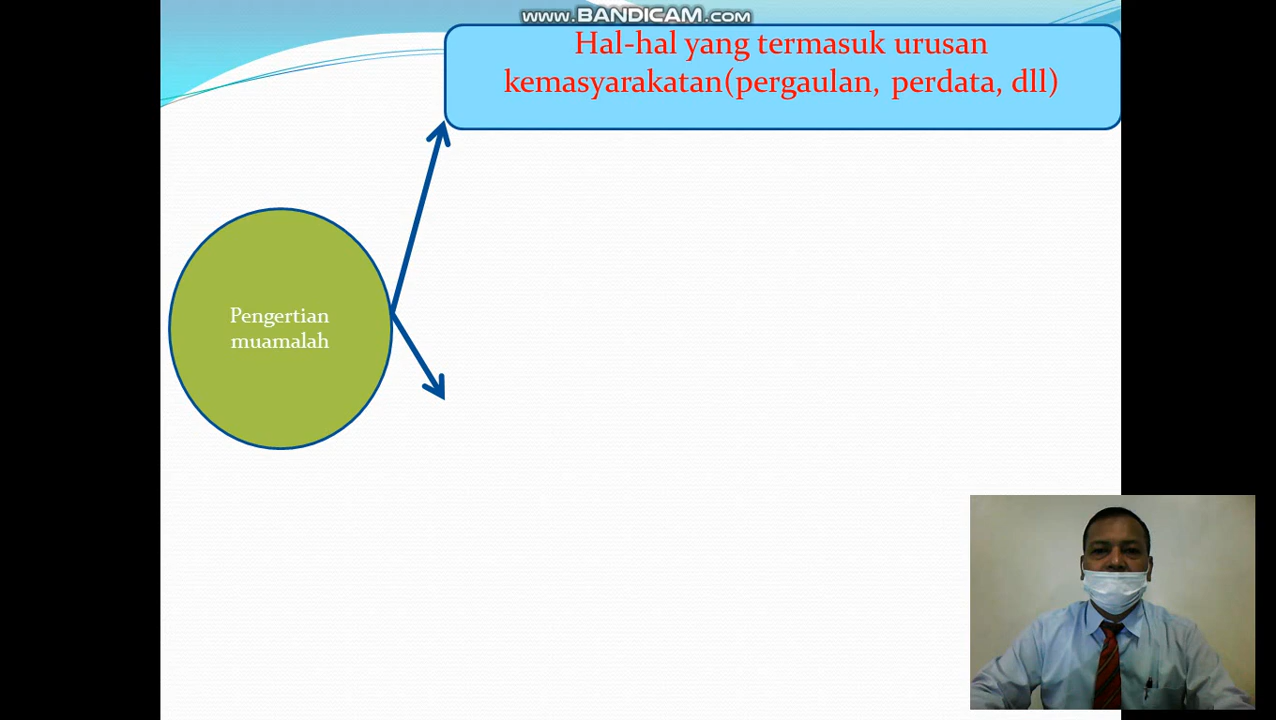 www.BANDICAM.com
Hal-hal yang termasuk urusan
kemasyarakatan(pergaulan, perdata, dll)
Pengertian
muamalah